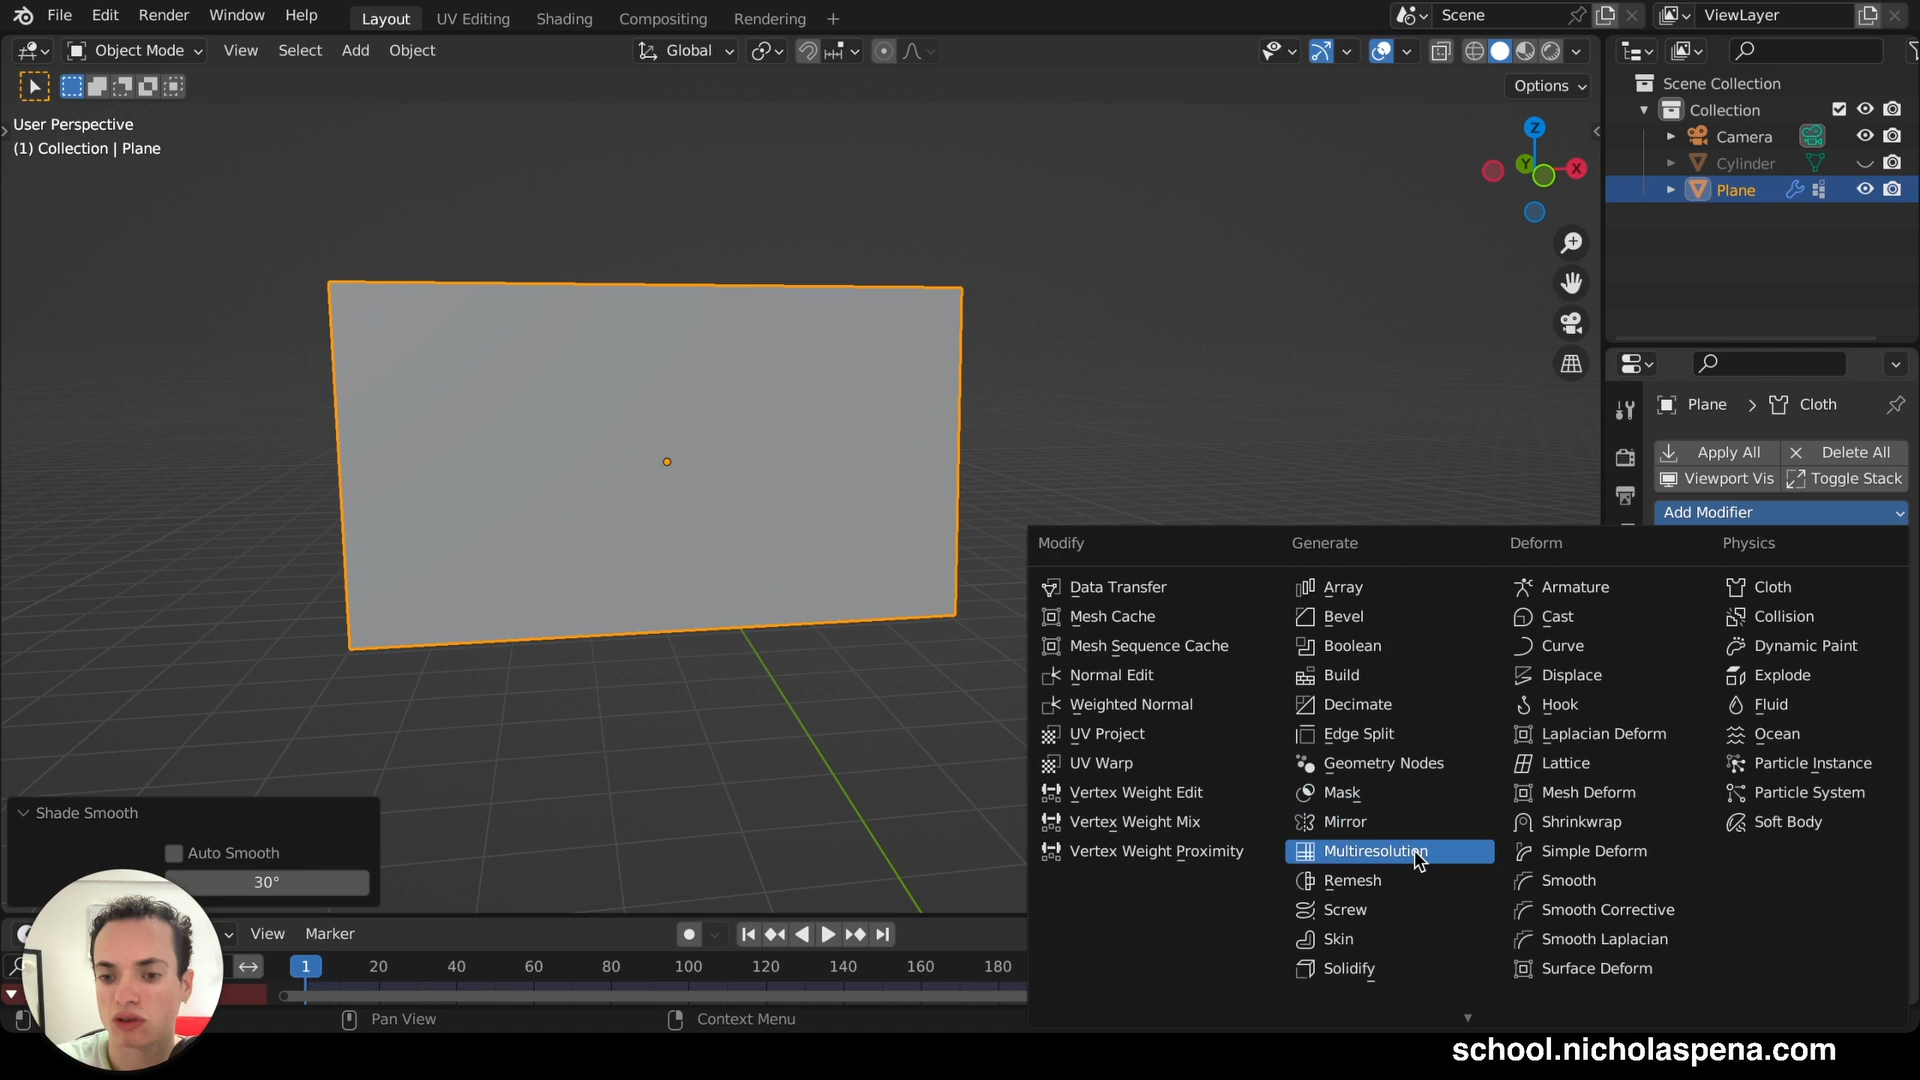 File Edit Render Window Help Layout UV Editing Shading Compositing Rendering + Scene ViewLayer
Object Mode View Select Add Object Global
Options
User Perspective
(1) Collection | Plane
Z
Y
X
Scene Collection
Collection
Camera
Cylinder
Plane
Plane > Cloth
Apply All Delete All
Viewport Vis Toggle Stack
Add Modifier
Modify Generate Deform Physics
Data Transfer Array Armature Cloth
Mesh Cache Bevel Cast Collision
Mesh Sequence Cache Boolean Curve Dynamic Paint
Normal Edit Build Displace Explode
Weighted Normal Decimate Hook Fluid
UV Project Edge Split Laplacian Deform Ocean
UV Warp Geometry Nodes Lattice Particle Instance
Vertex Weight Edit Mask Mesh Deform Particle System
Vertex Weight Mix Mirror Shrinkwrap Soft Body
Vertex Weight Proximity Multiresolution Simple Deform
Remesh Smooth
Screw Smooth Corrective
Skin Smooth Laplacian
Solidify Surface Deform
Shade Smooth
Auto Smooth
30°
View Marker
1 20 40 60 80 100 120 140 160 180
Pan View Context Menu
school.nicholaspena.com